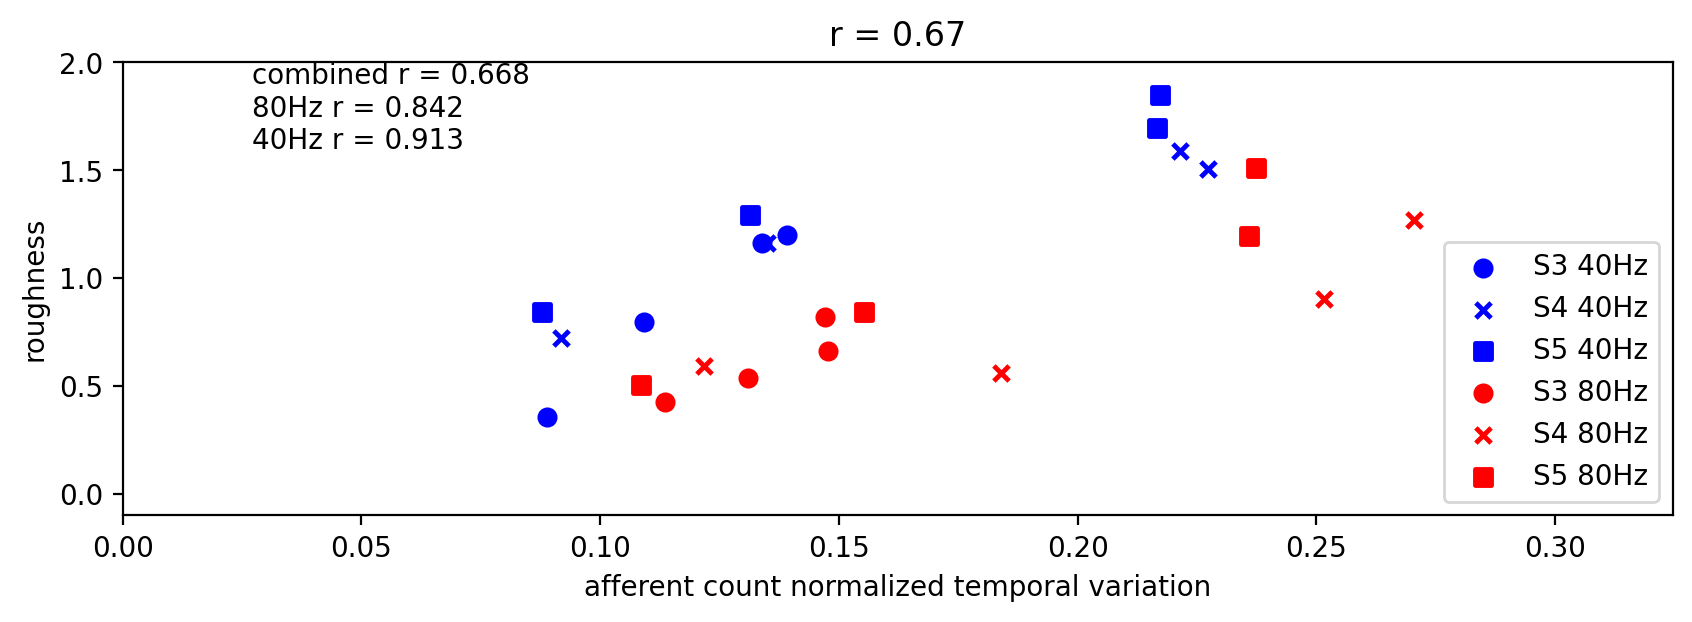 r = 0.67
combined r = 0.668
80Hz r = 0.842
40Hz r = 0.913
2.0
1.5
1.0
0.5
0.0
roughness
S3 40Hz
S4 40Hz
S5 40Hz
S3 80Hz
S4 80Hz
S5 80Hz
0.00 0.05 0.10 0.15 0.20 0.25 0.30
afferent count normalized temporal variation